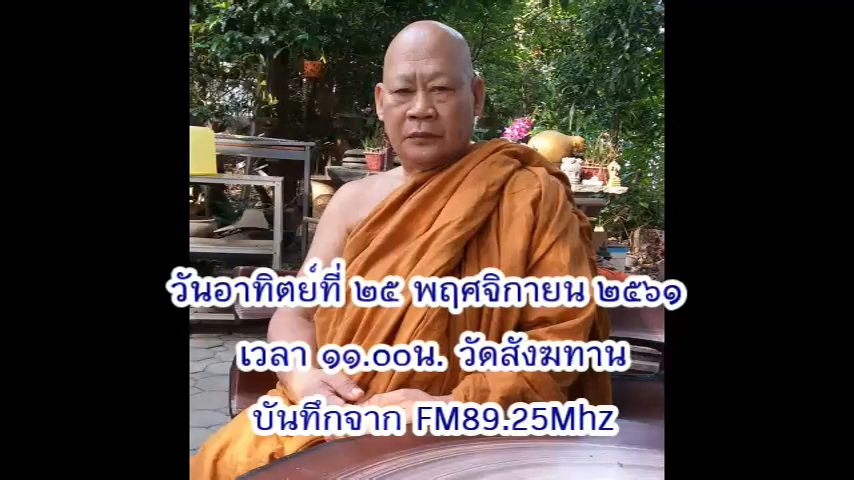 วันอาทิตย์ที่ ๒๕ พฤศจิกายน ๒๕๖๑
เวลา ๑๑.๐๐น. วัดสังฆทาน
บันทึกจาก FM89.25Mhz